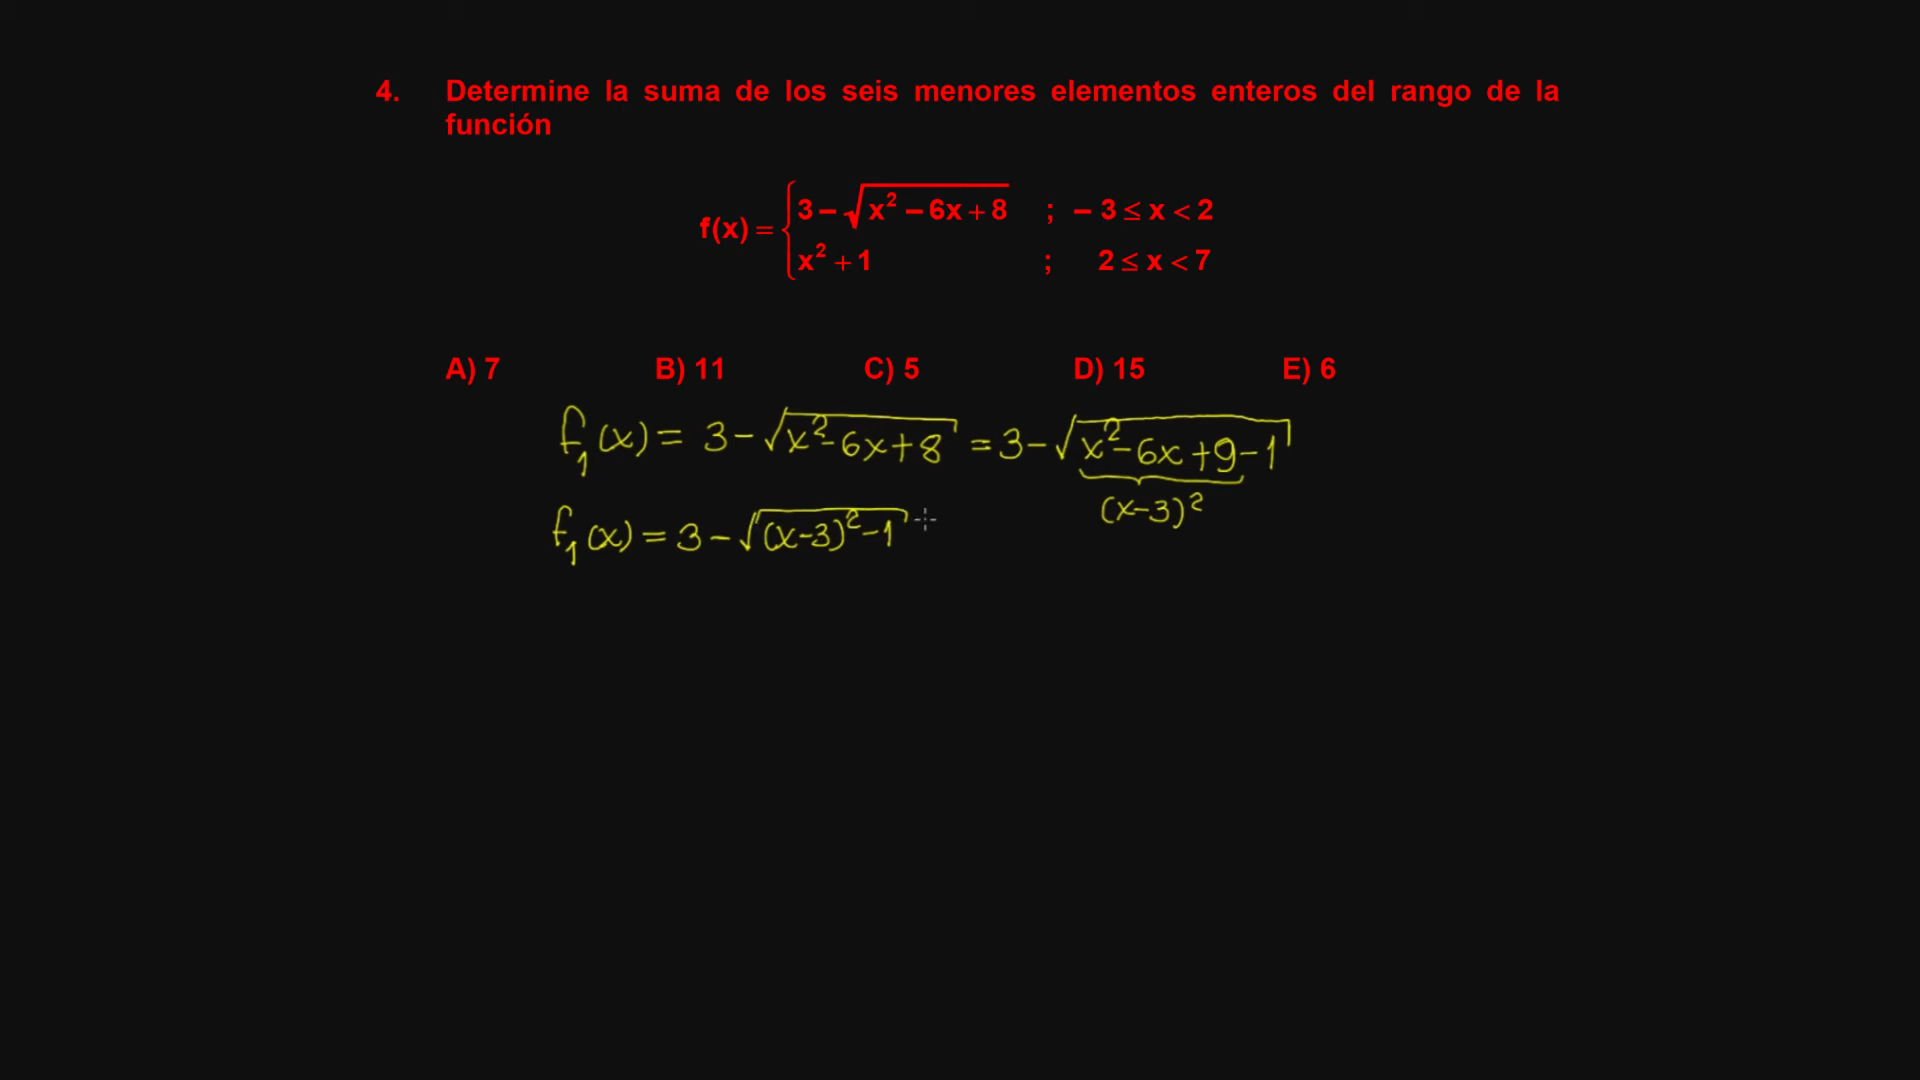 4. Determine la suma de los seis menores elementos enteros del rango de la
función
f(x) = { 3 − √(x² − 6x + 8) ; − 3 ≤ x < 2
x² + 1 ; 2 ≤ x < 7
A) 7 B) 11 C) 5 D) 15 E) 6
f₁(x) = 3 − √(x² − 6x + 8) = 3 − √(x² − 6x + 9 − 1)
(x−3)²
f₁(x) = 3 − √((x−3)² − 1)